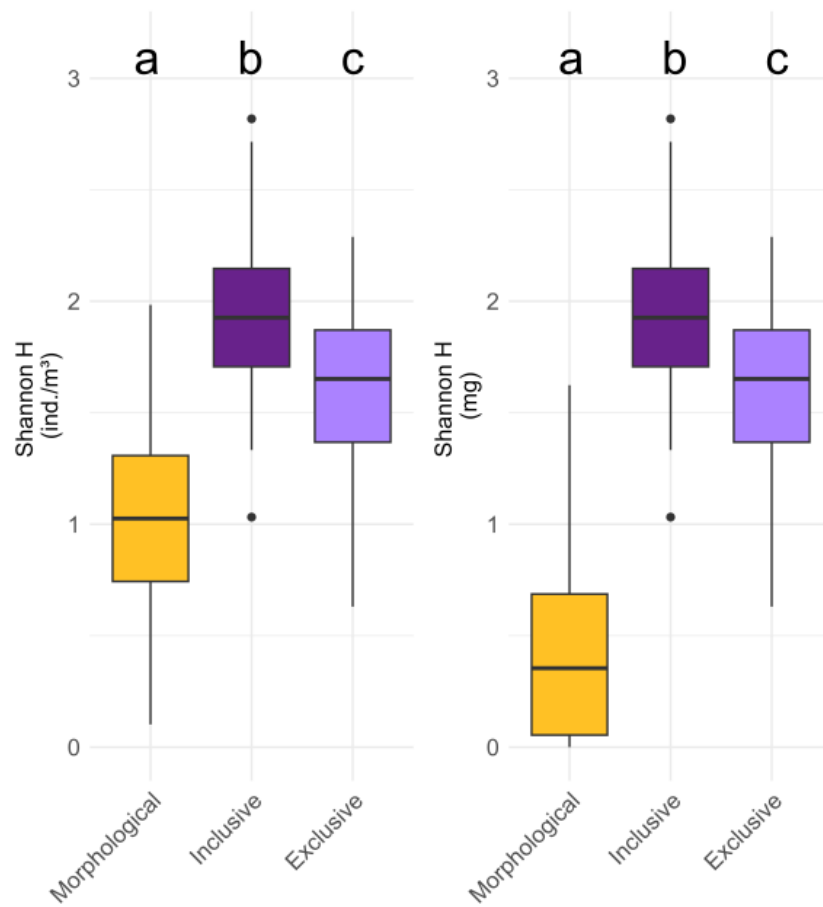 a b c
3
2
1
0
Shannon H
(ind./m³)
Morphological
Inclusive
Exclusive
a b c
3
2
1
0
Shannon H
(mg)
Morphological
Inclusive
Exclusive